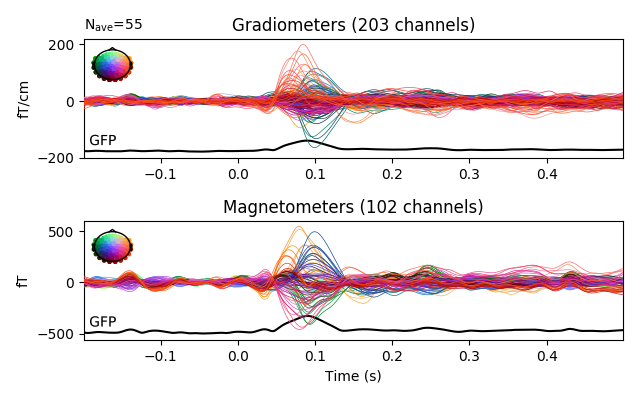 N_ave=55
Gradiometers (203 channels)
200
0
−200
fT/cm
GFP
−0.1 0.0 0.1 0.2 0.3 0.4
Magnetometers (102 channels)
500
0
−500
fT
GFP
−0.1 0.0 0.1 0.2 0.3 0.4
Time (s)